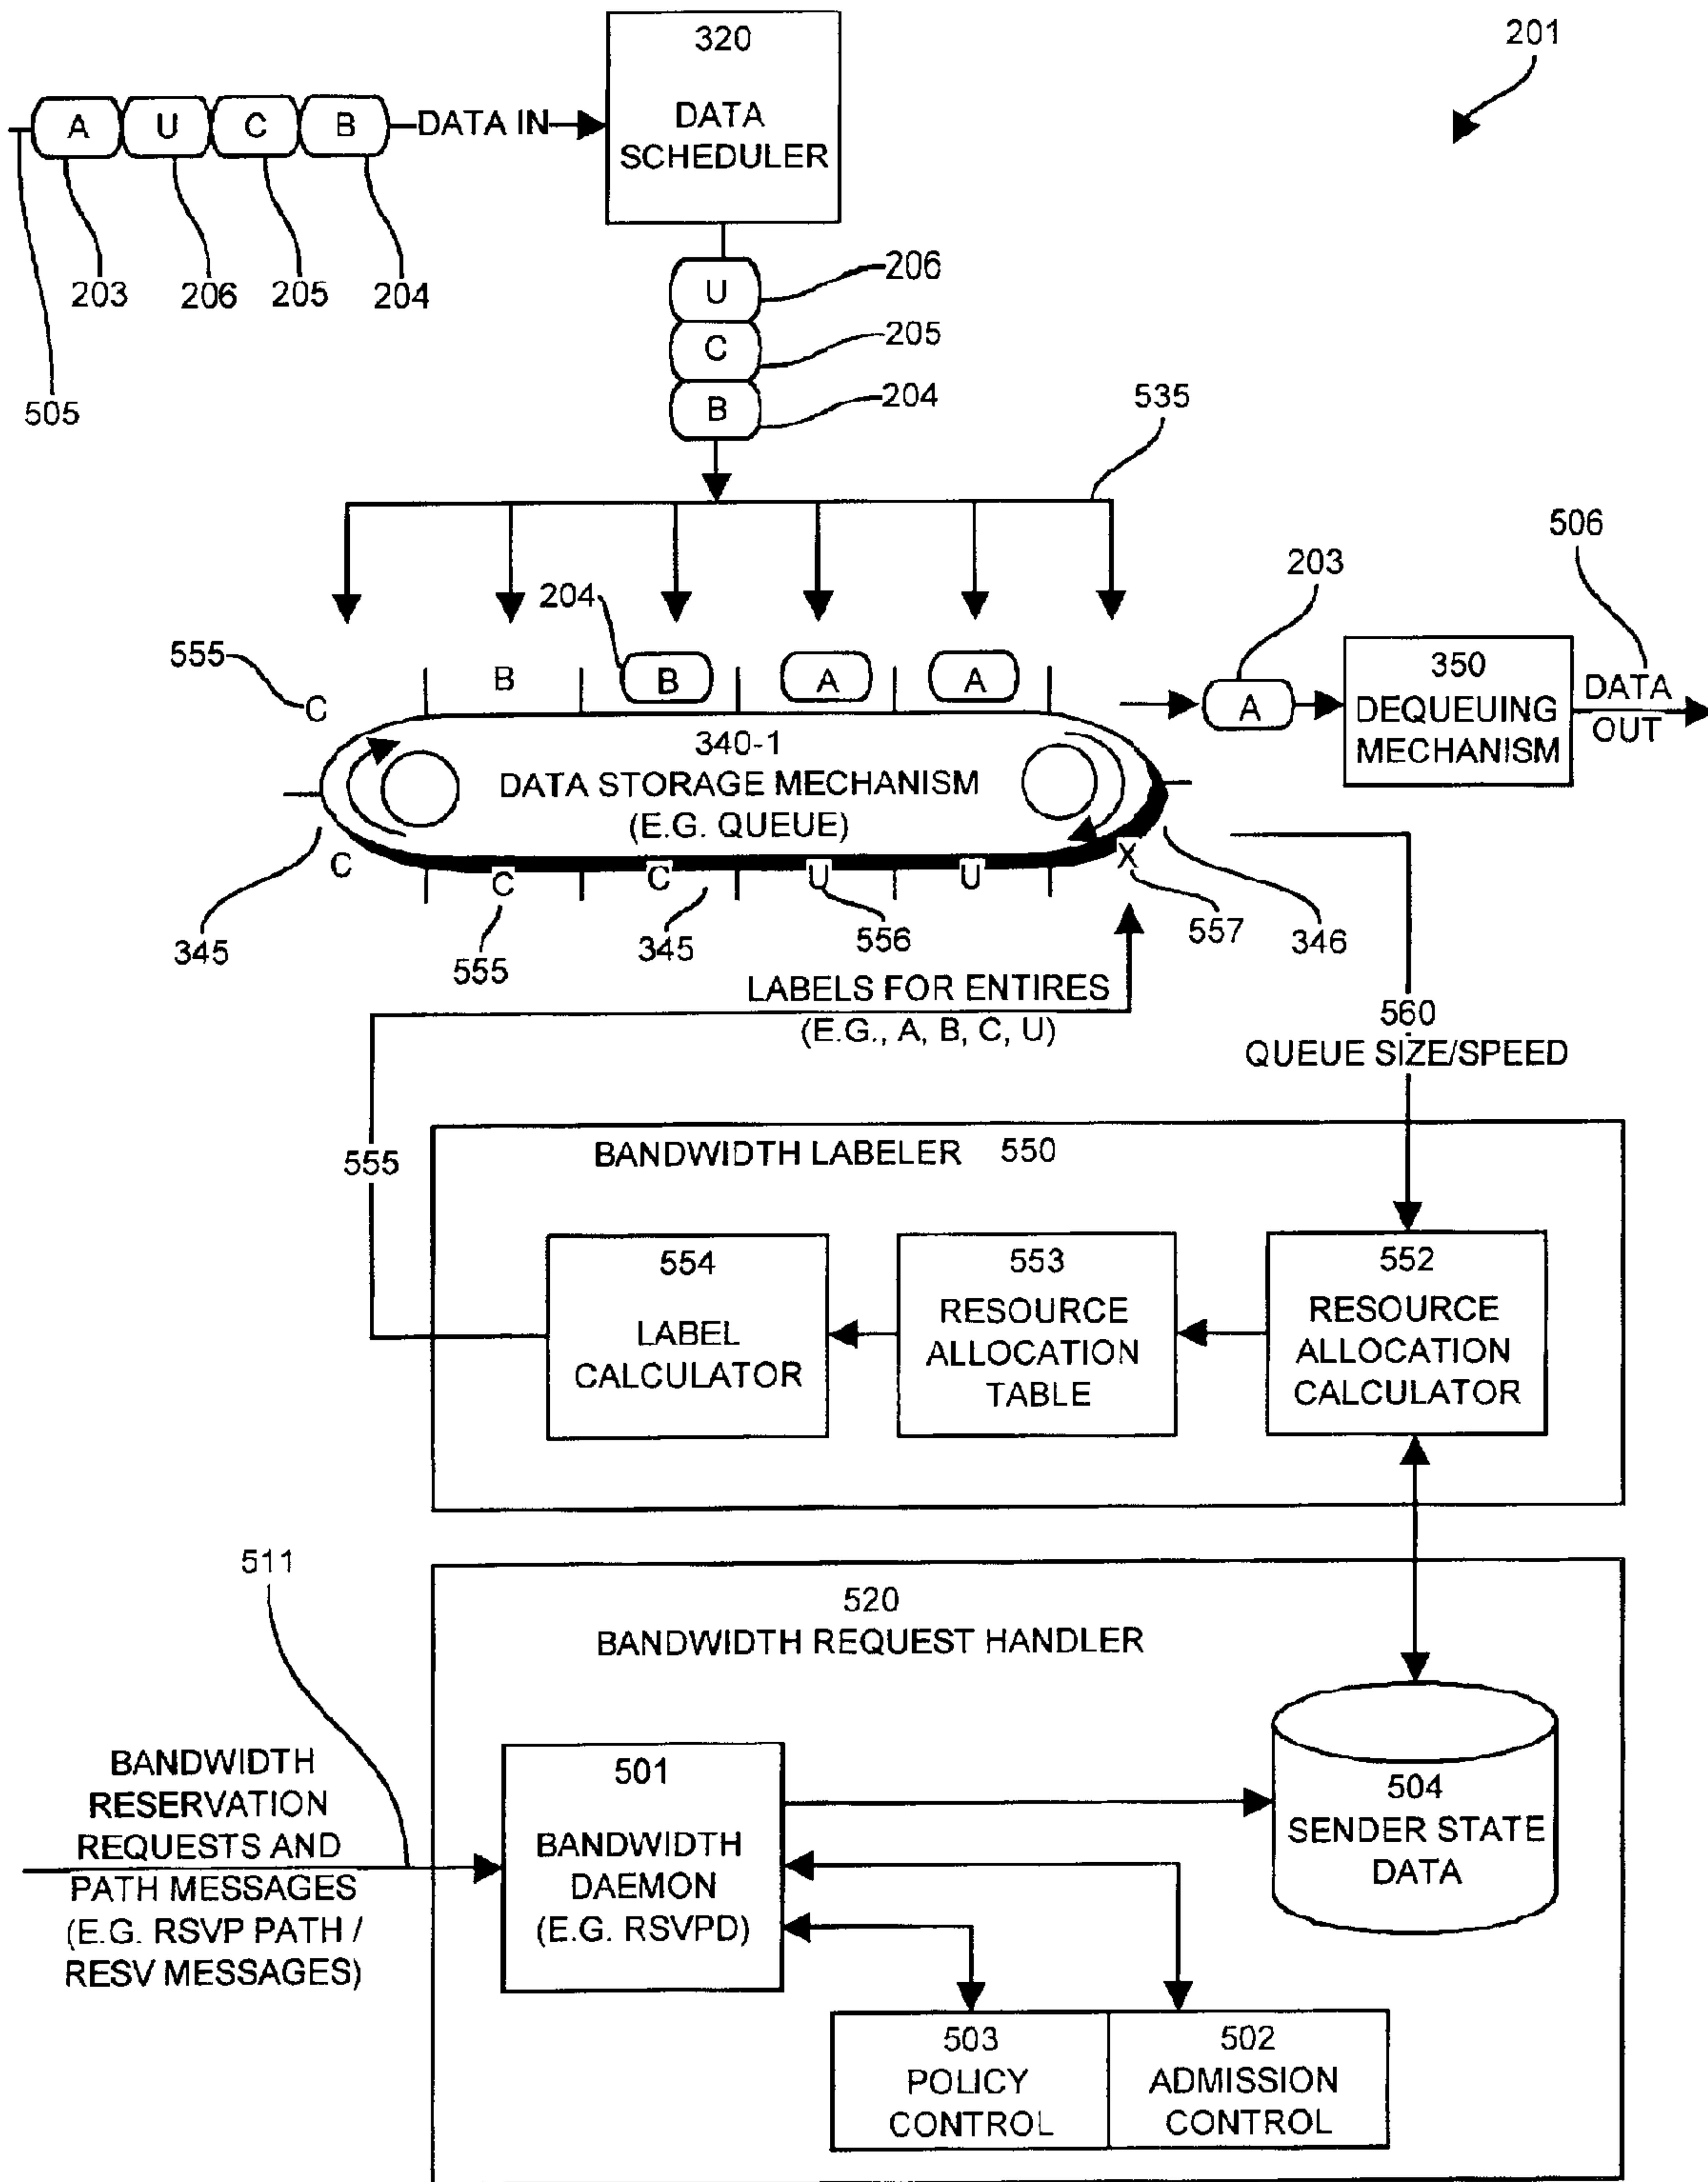 201
320
DATA
SCHEDULER
A U C B DATA IN
203 206 205 204
505
U 206
C 205
B 204
535
506
203
204
555
C B B A A
A
350
DEQUEUING
MECHANISM
DATA
OUT
340-1
DATA STORAGE MECHANISM
(E.G. QUEUE)
C C C U U X
345 555 345 556 557 346
LABELS FOR ENTIRES
(E.G., A, B, C, U)
560
QUEUE SIZE/SPEED
555
BANDWIDTH LABELER 550
554
LABEL
CALCULATOR
553
RESOURCE
ALLOCATION
TABLE
552
RESOURCE
ALLOCATION
CALCULATOR
511
520
BANDWIDTH REQUEST HANDLER
BANDWIDTH
RESERVATION
REQUESTS AND
PATH MESSAGES
(E.G. RSVP PATH /
RESV MESSAGES)
501
BANDWIDTH
DAEMON
(E.G. RSVPD)
504
SENDER STATE
DATA
503
POLICY
CONTROL
502
ADMISSION
CONTROL